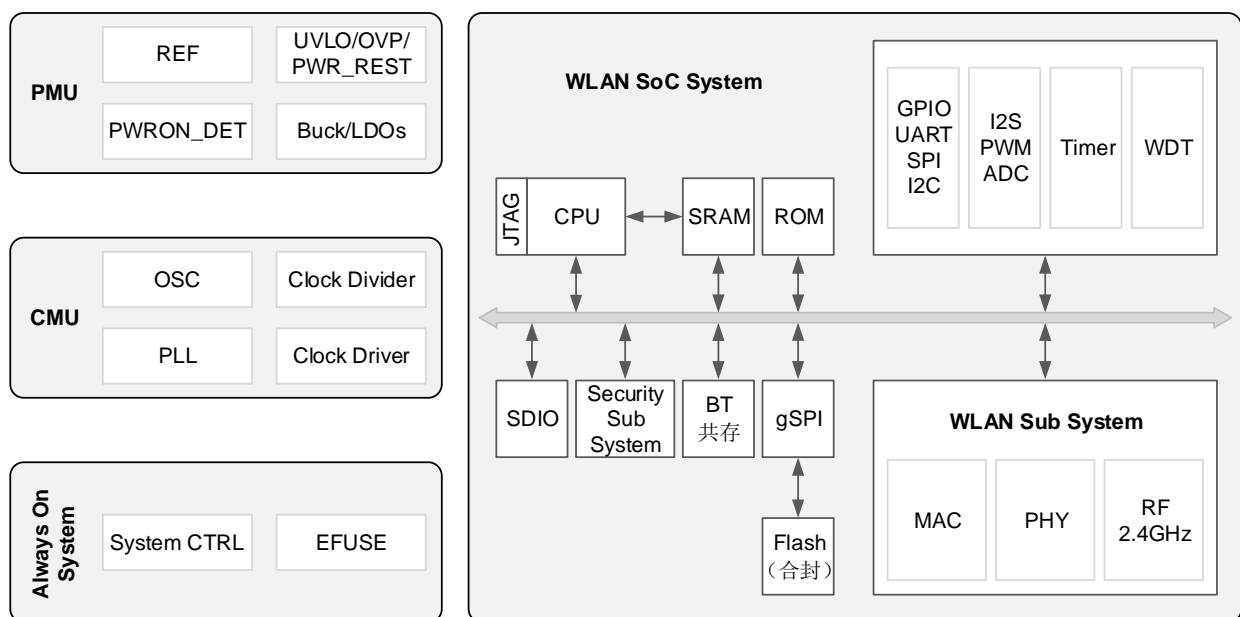 PMU
REF
UVLO/OVP/
PWR_REST
PWRON_DET
Buck/LDOs
CMU
OSC
Clock Divider
PLL
Clock Driver
Always On
System
System CTRL
EFUSE
WLAN SoC System
GPIO
UART
SPI
I2C
I2S
PWM
ADC
Timer
WDT
JTAG
CPU
SRAM
ROM
SDIO
Security
Sub
System
BT
共存
gSPI
Flash
（合封）
WLAN Sub System
MAC
PHY
RF
2.4GHz